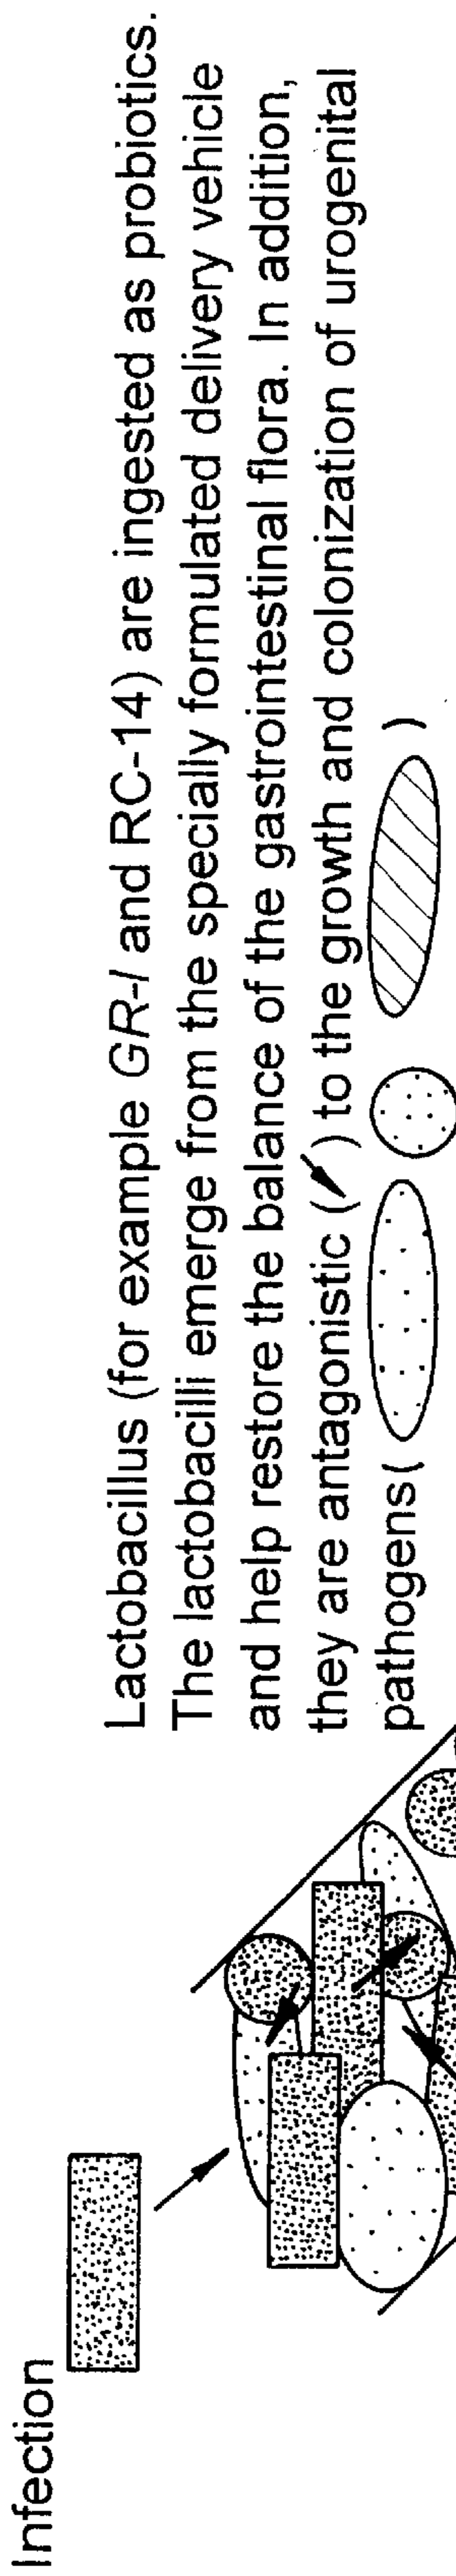 Infection
Lactobacillus (for example GR-I and RC-14) are ingested as probiotics.
The lactobacilli emerge from the specially formulated delivery vehicle
and help restore the balance of the gastrointestinal flora. In addition,
they are antagonistic ( ) to the growth and colonization of urogenital
pathogens( )